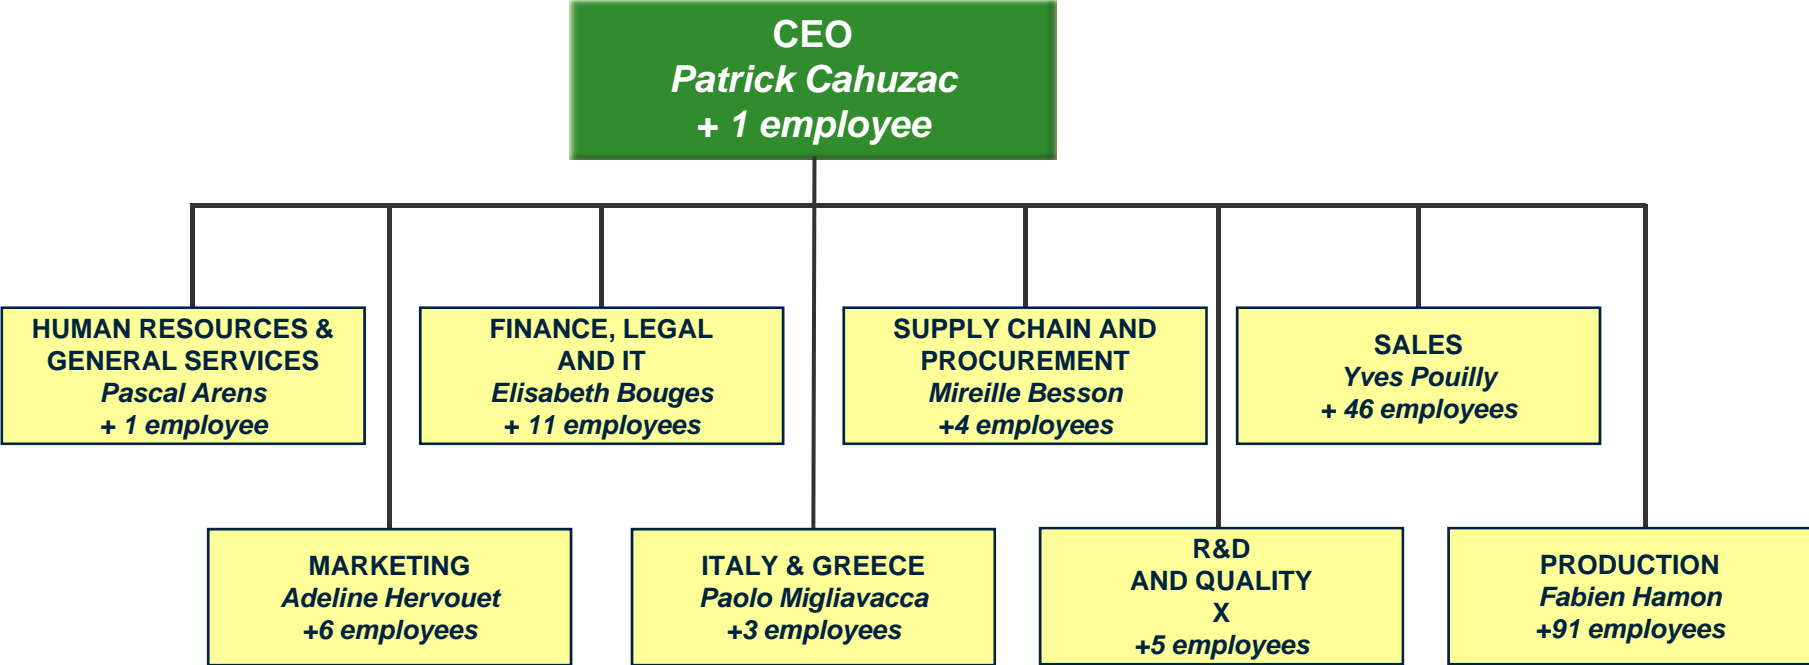 CEO
Patrick Cahuzac
+ 1 employee
HUMAN RESOURCES &
GENERAL SERVICES
Pascal Arens
+ 1 employee
FINANCE, LEGAL
AND IT
Elisabeth Bouges
+ 11 employees
SUPPLY CHAIN AND
PROCUREMENT
Mireille Besson
+4 employees
SALES
Yves Pouilly
+ 46 employees
MARKETING
Adeline Hervouet
+6 employees
ITALY & GREECE
Paolo Migliavacca
+3 employees
R&D
AND QUALITY
X
+5 employees
PRODUCTION
Fabien Hamon
+91 employees